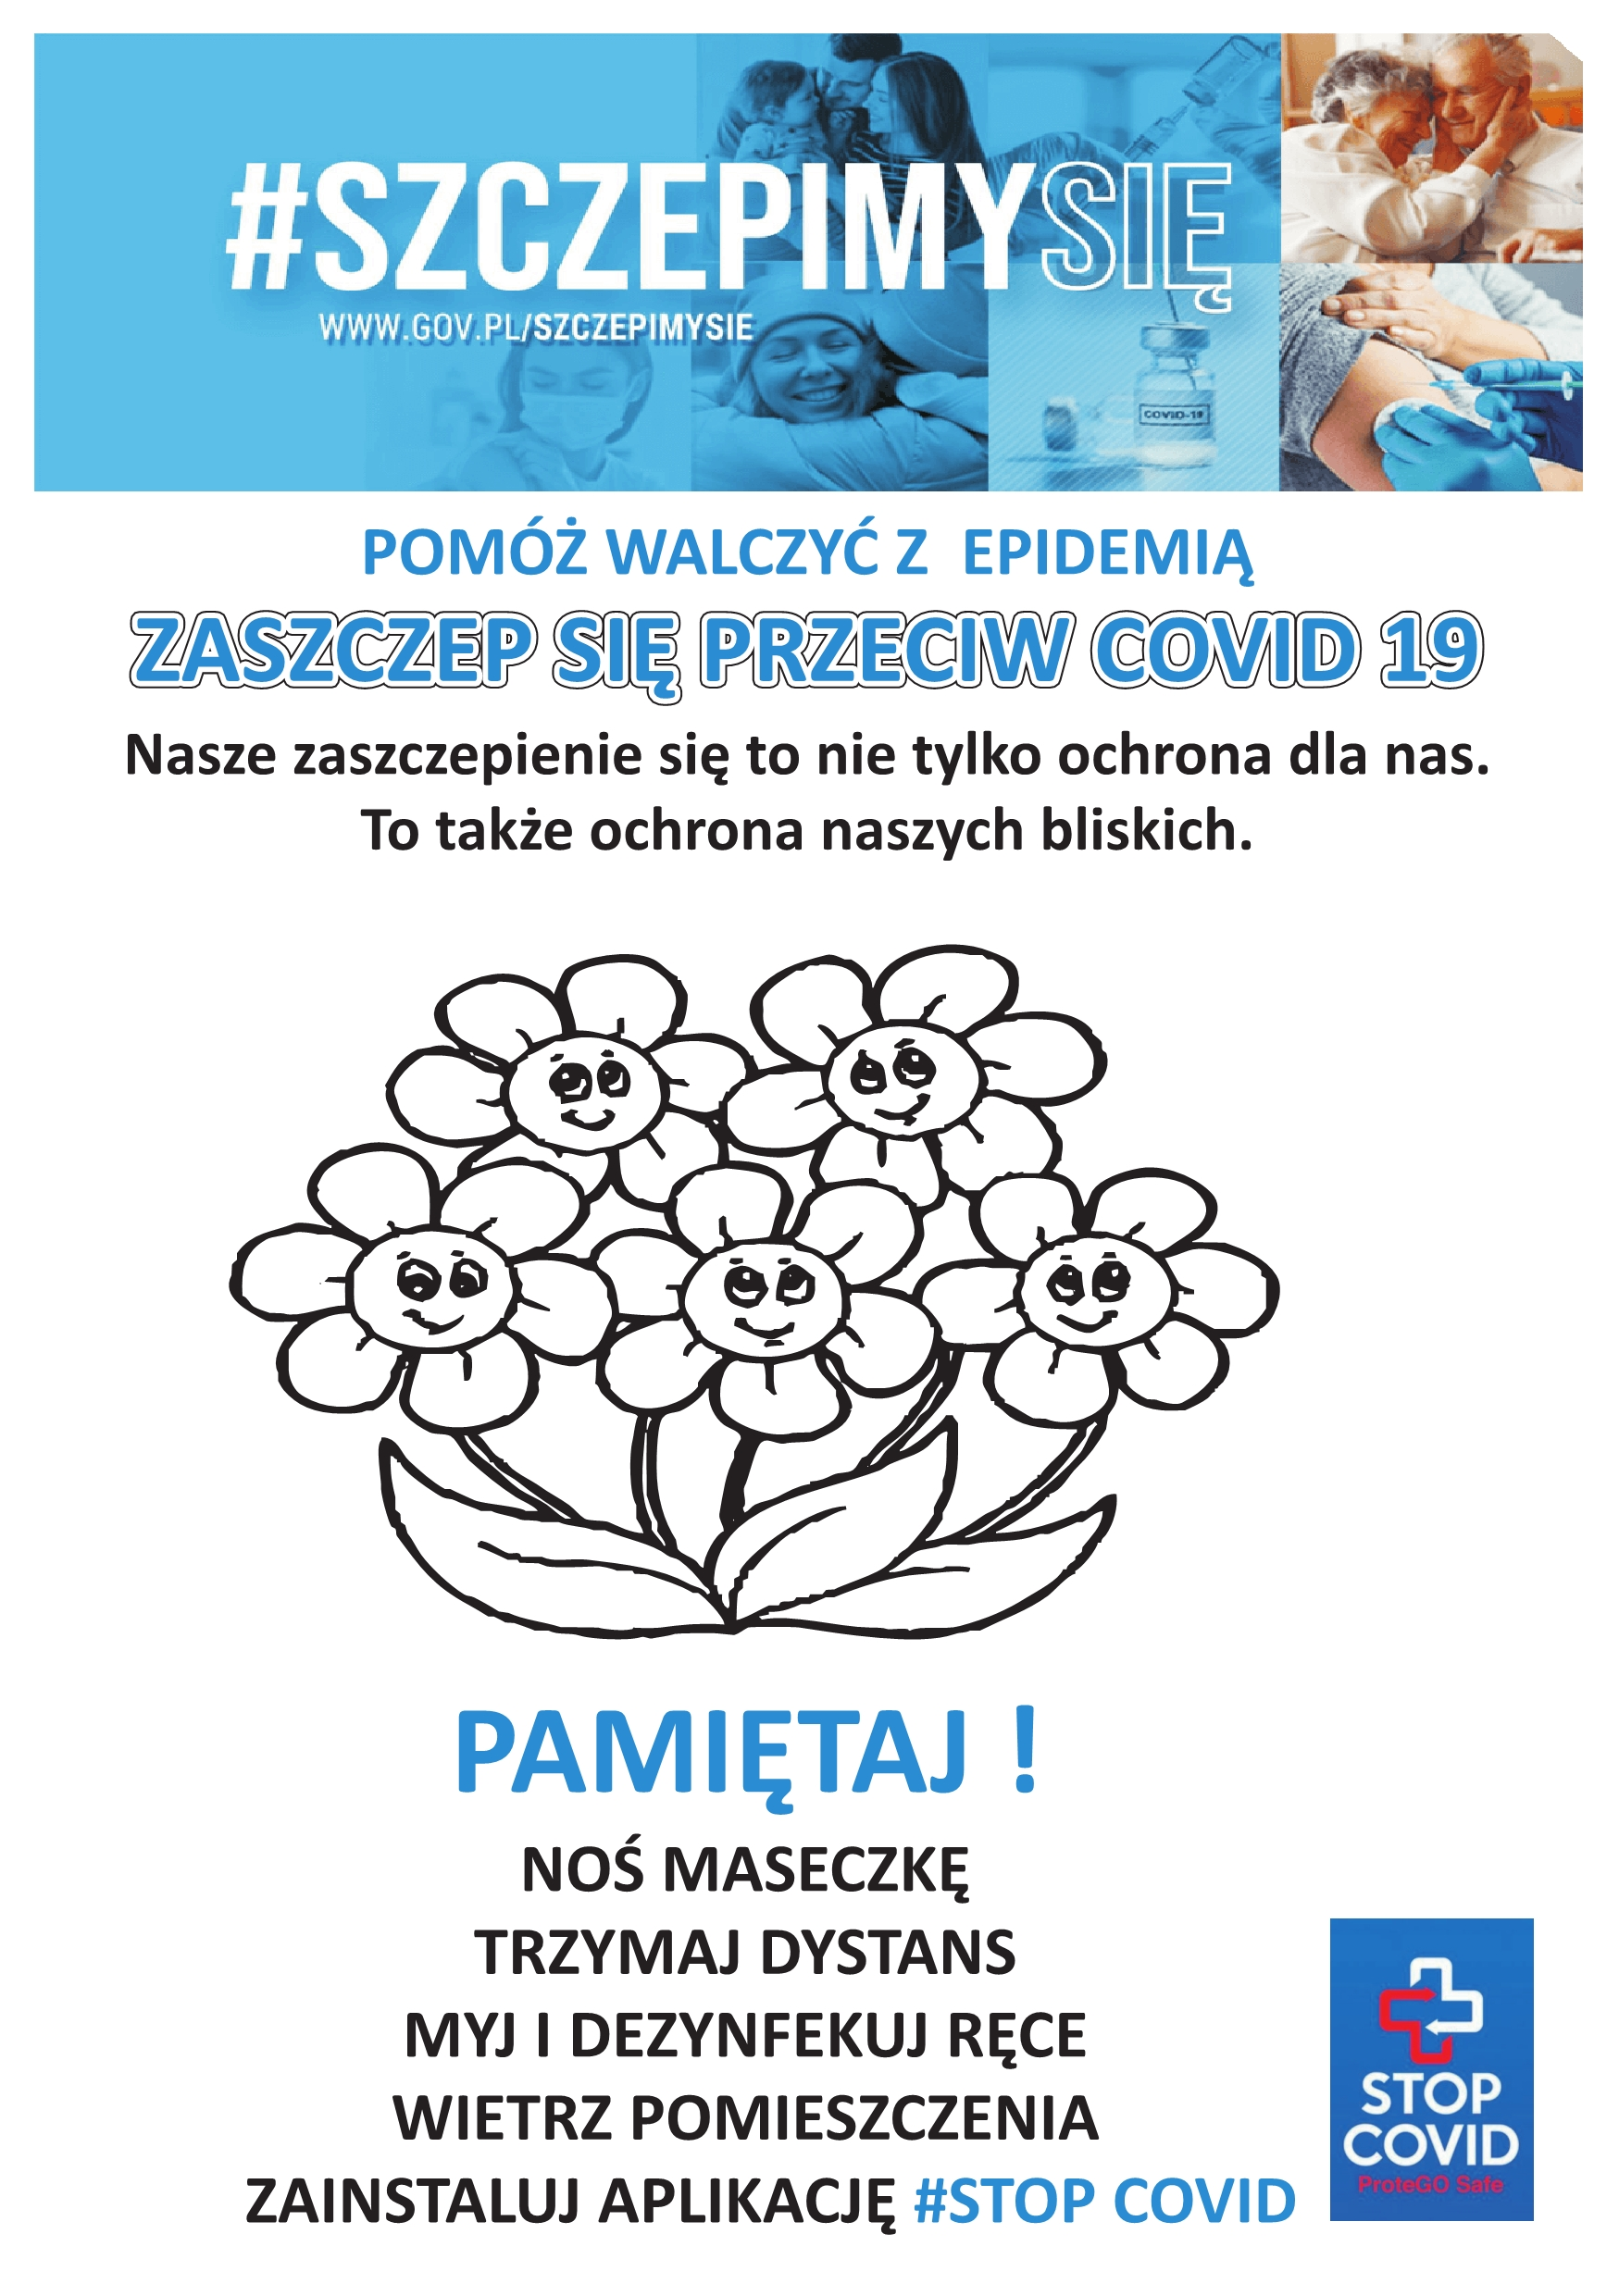 #SZCZEPIMYSIĘ
WWW.GOV.PL/SZCZEPIMYSIE
COVID-19
POMÓŻ WALCZYĆ Z EPIDEMIĄ
ZASZCZEP SIĘ PRZECIW COVID 19
Nasze zaszczepienie się to nie tylko ochrona dla nas.
To także ochrona naszych bliskich.
PAMIĘTAJ !
NOŚ MASECZKĘ
TRZYMAJ DYSTANS
MYJ I DEZYNFEKUJ RĘCE
WIETRZ POMIESZCZENIA
ZAINSTALUJ APLIKACJĘ #STOP COVID
STOP
COVID
ProteGO Safe